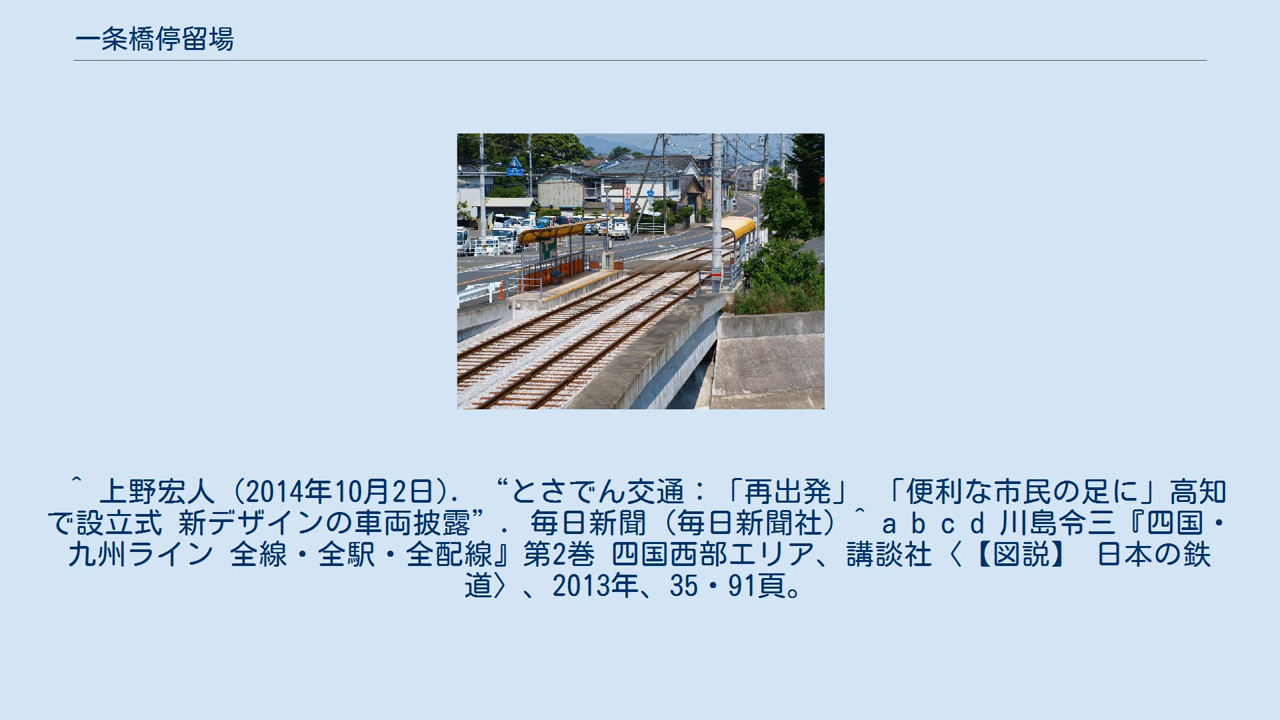 一条橋停留場
^ 上野宏人（2014年10月2日）. “とさでん交通：「再出発」 「便利な市民の足に」高知
で設立式 新デザインの車両披露”. 毎日新聞（毎日新聞社）^ a b c d 川島令三『四国・
九州ライン 全線・全駅・全配線』第2巻 四国西部エリア、講談社〈【図説】 日本の鉄
道〉、2013年、35・91頁。